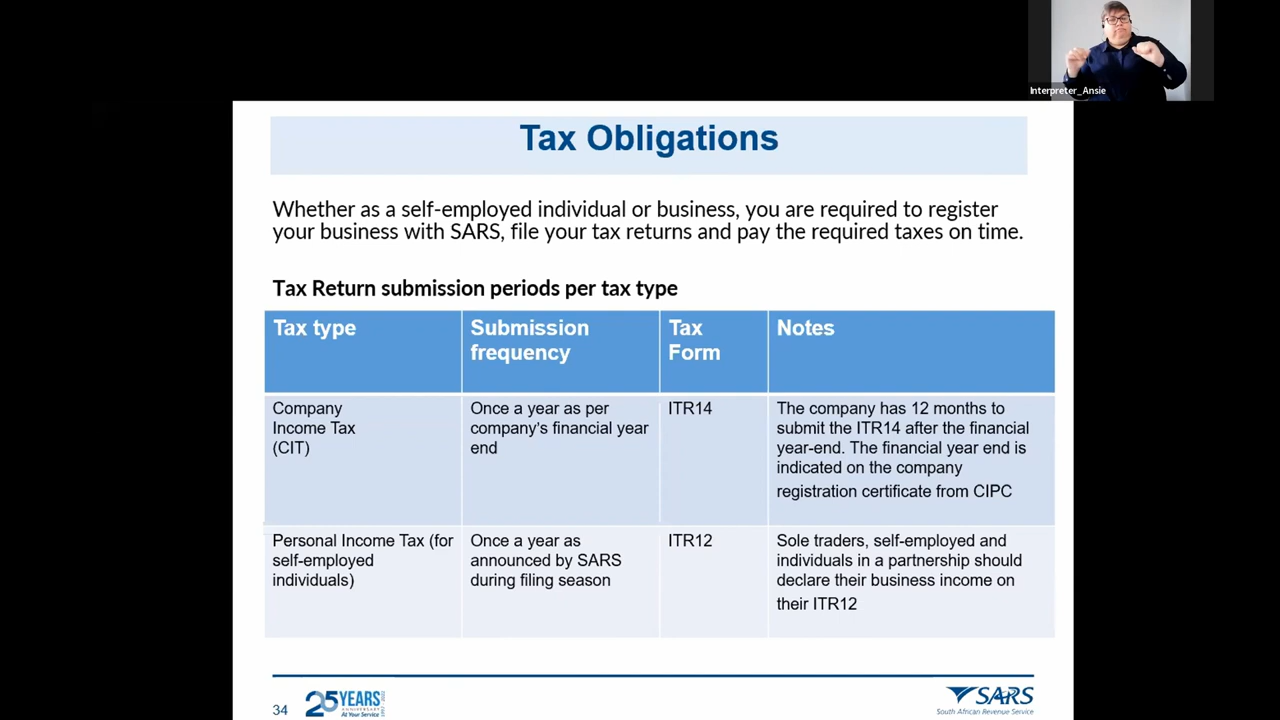 Interpreter_Ansie
Tax Obligations
Whether as a self-employed individual or business, you are required to register
your business with SARS, file your tax returns and pay the required taxes on time.
Tax Return submission periods per tax type
Tax type
Submission
frequency
Tax
Form
Notes
Company
Income Tax
(CIT)
Once a year as per
company's financial year
end
ITR14
The company has 12 months to
submit the ITR14 after the financial
year-end. The financial year end is
indicated on the company
registration certificate from CIPC
Personal Income Tax (for
self-employed
individuals)
Once a year as
announced by SARS
during filing season
ITR12
Sole traders, self-employed and
individuals in a partnership should
declare their business income on
their ITR12
34
25 YEARS
ANNIVERSARY
At Your Service
SARS
South African Revenue Service